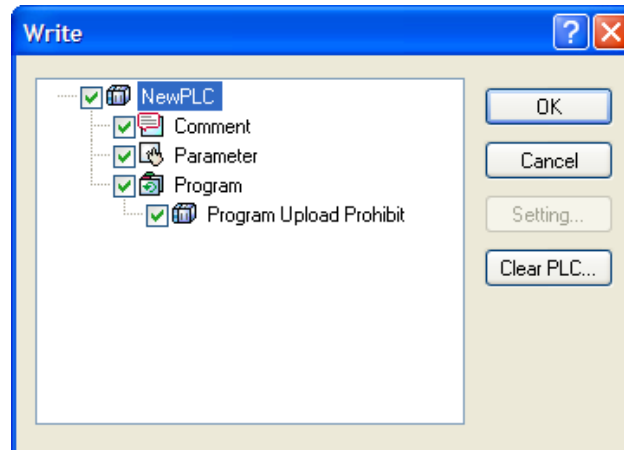 Write
NewPLC
Comment
Parameter
Program
Program Upload Prohibit
OK
Cancel
Setting...
Clear PLC...